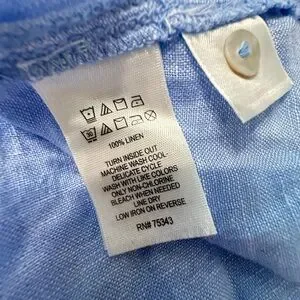 100% LINEN
TURN INSIDE OUT
MACHINE WASH COOL-
DELICATE CYCLE
WASH WITH LIKE COLORS
ONLY NON-CHLORINE
BLEACH WHEN NEEDED
LINE DRY
LOW IRON ON REVERSE
RN# 75343